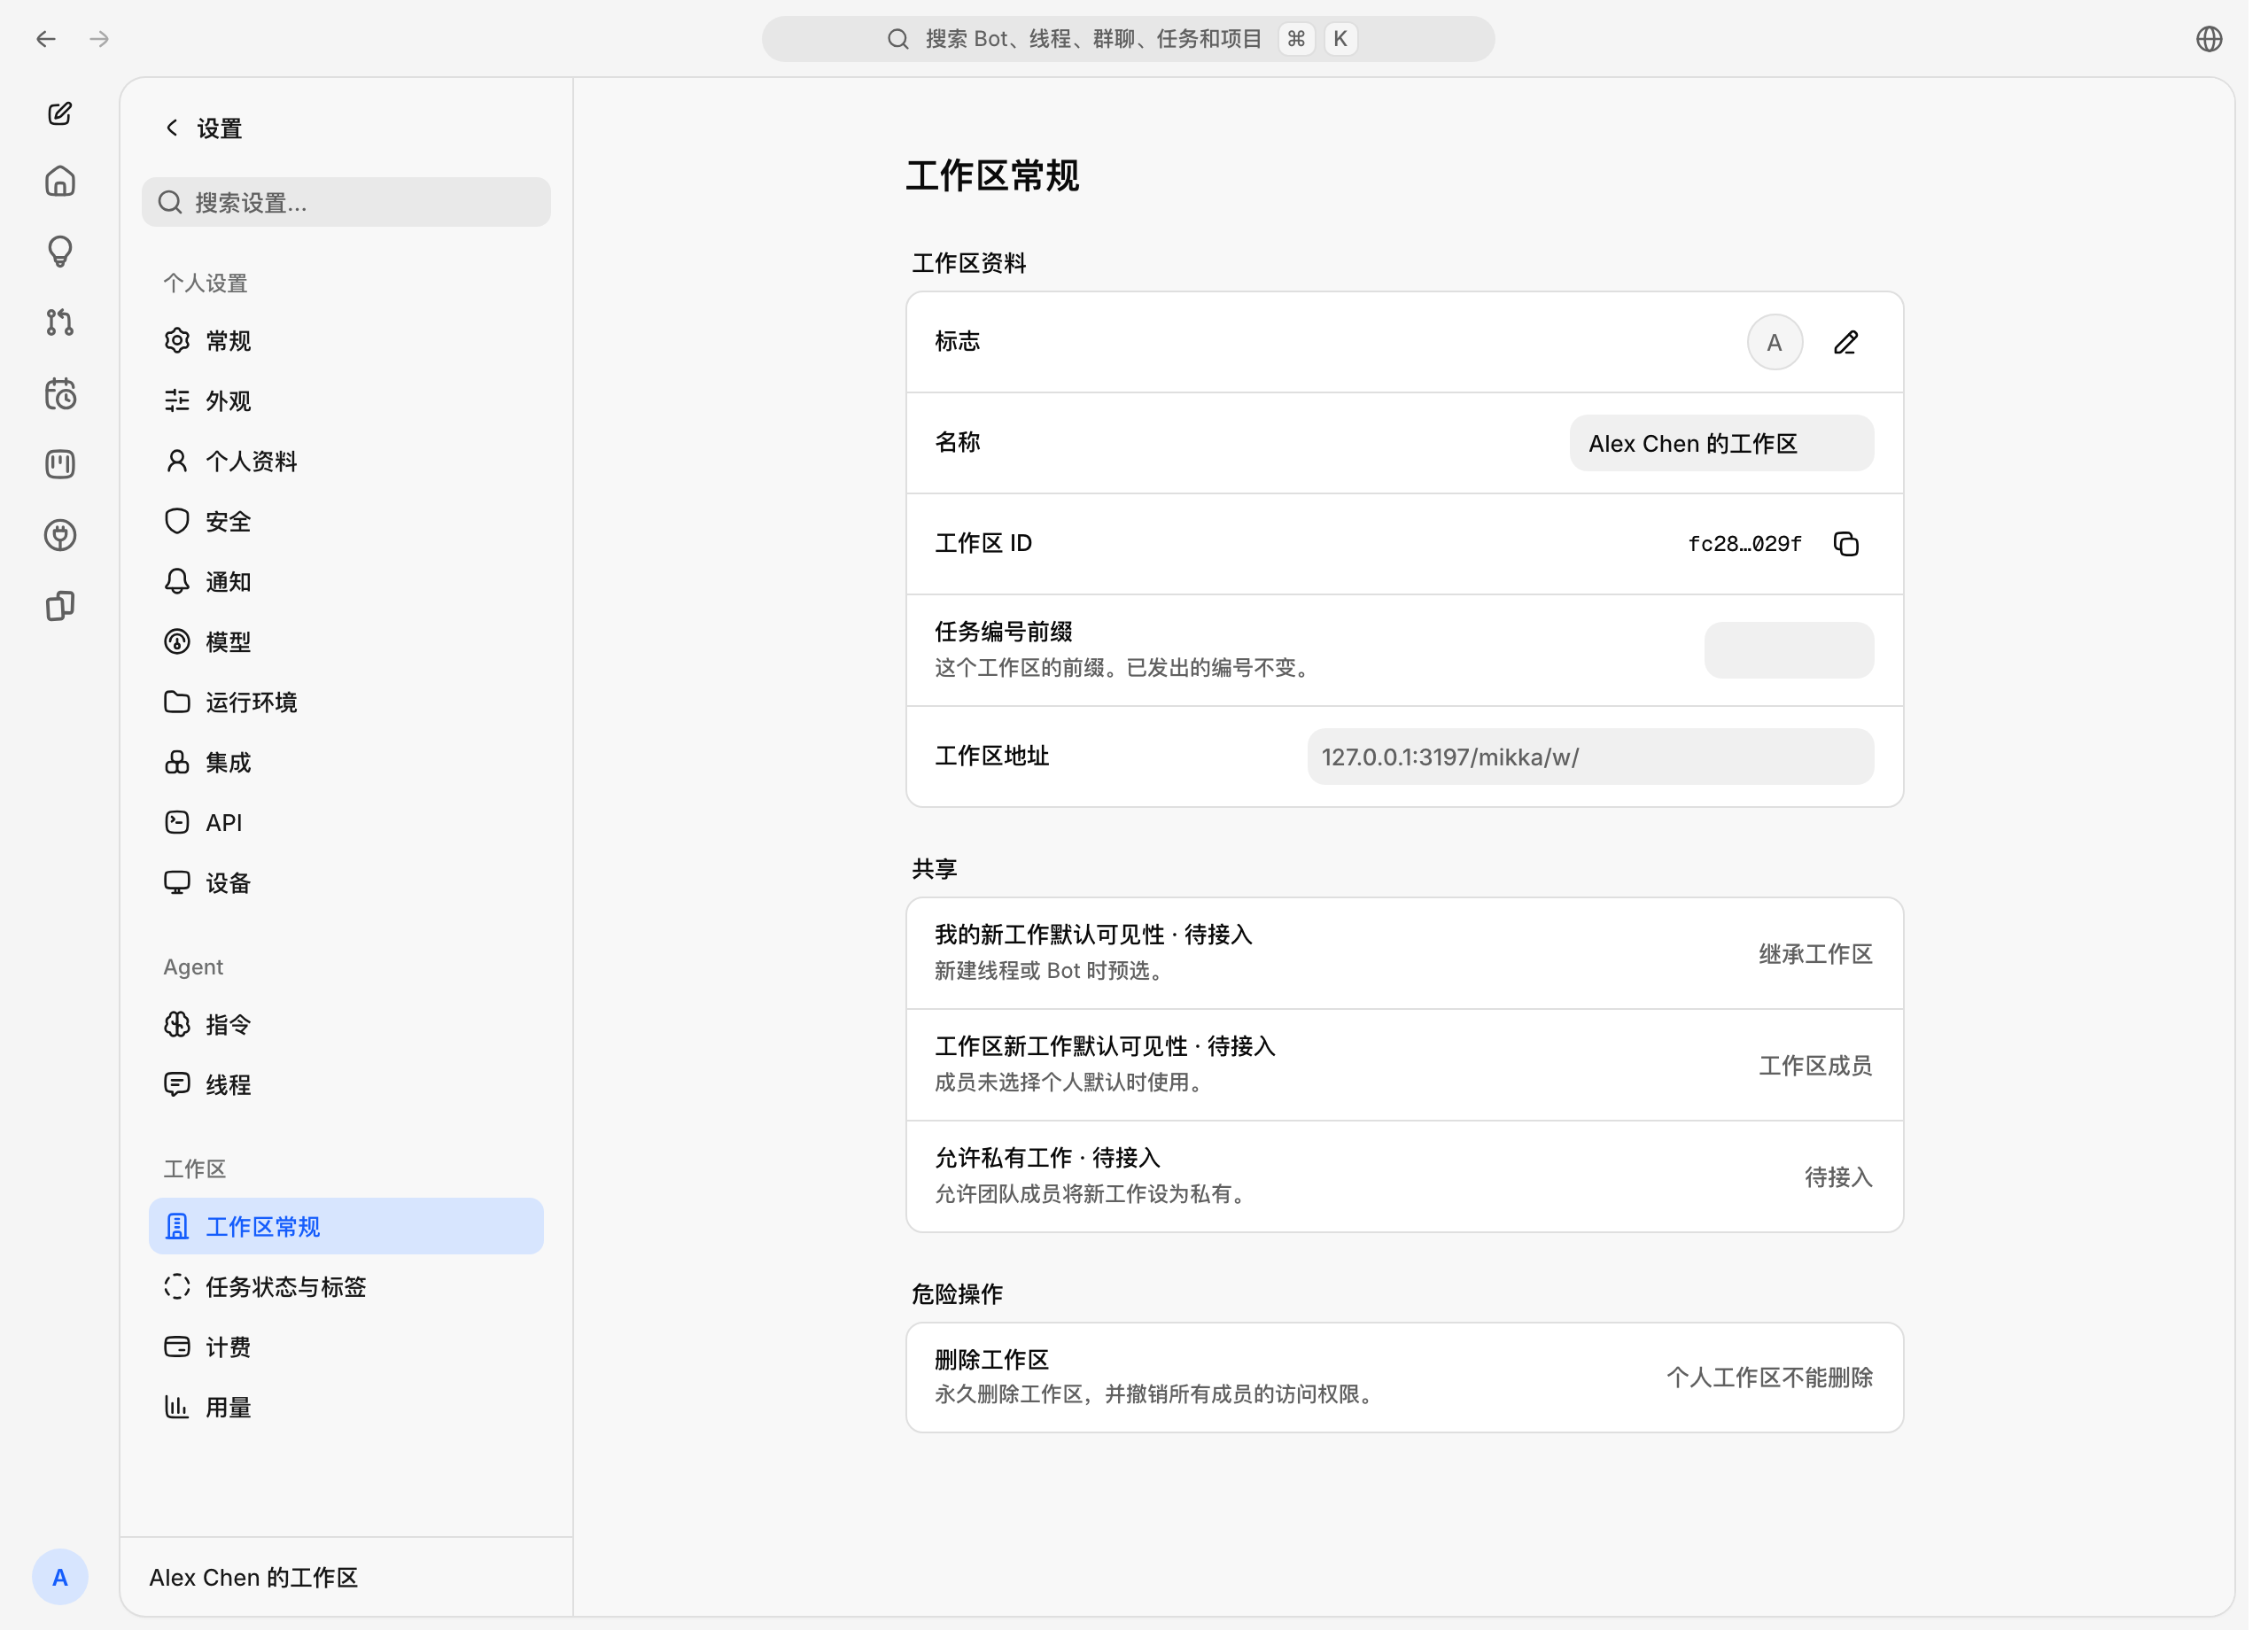 搜索 Bot、线程、群聊、任务和项目 ⌘ K
设置
搜索设置...
个人设置
常规
外观
个人资料
安全
通知
模型
运行环境
集成
API
设备
Agent
指令
线程
工作区
工作区常规
任务状态与标签
计费
用量
A
Alex Chen 的工作区
工作区常规
工作区资料
标志
A
名称
Alex Chen 的工作区
工作区 ID
fc28…029f
任务编号前缀
这个工作区的前缀。已发出的编号不变。
工作区地址
127.0.0.1:3197/mikka/w/
共享
我的新工作默认可见性 · 待接入
新建线程或 Bot 时预选。
继承工作区
工作区新工作默认可见性 · 待接入
成员未选择个人默认时使用。
工作区成员
允许私有工作 · 待接入
允许团队成员将新工作设为私有。
待接入
危险操作
删除工作区
永久删除工作区，并撤销所有成员的访问权限。
个人工作区不能删除